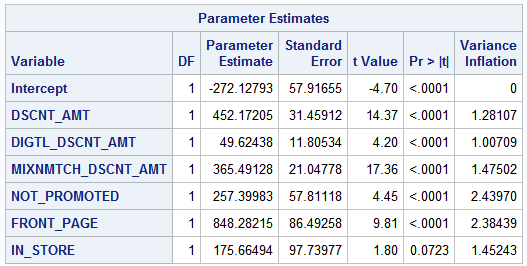 Parameter Estimates
Variable DF Parameter Estimate Standard Error t Value Pr > |t| Variance Inflation
Intercept 1 -272.12793 57.91655 -4.70 <.0001 0
DSCNT_AMT 1 452.17205 31.45912 14.37 <.0001 1.28107
DIGTL_DSCNT_AMT 1 49.62438 11.80534 4.20 <.0001 1.00709
MIXNMTCH_DSCNT_AMT 1 365.49128 21.04778 17.36 <.0001 1.47502
NOT_PROMOTED 1 257.39983 57.81118 4.45 <.0001 2.43970
FRONT_PAGE 1 848.28215 86.49258 9.81 <.0001 2.38439
IN_STORE 1 175.66494 97.73977 1.80 0.0723 1.45243